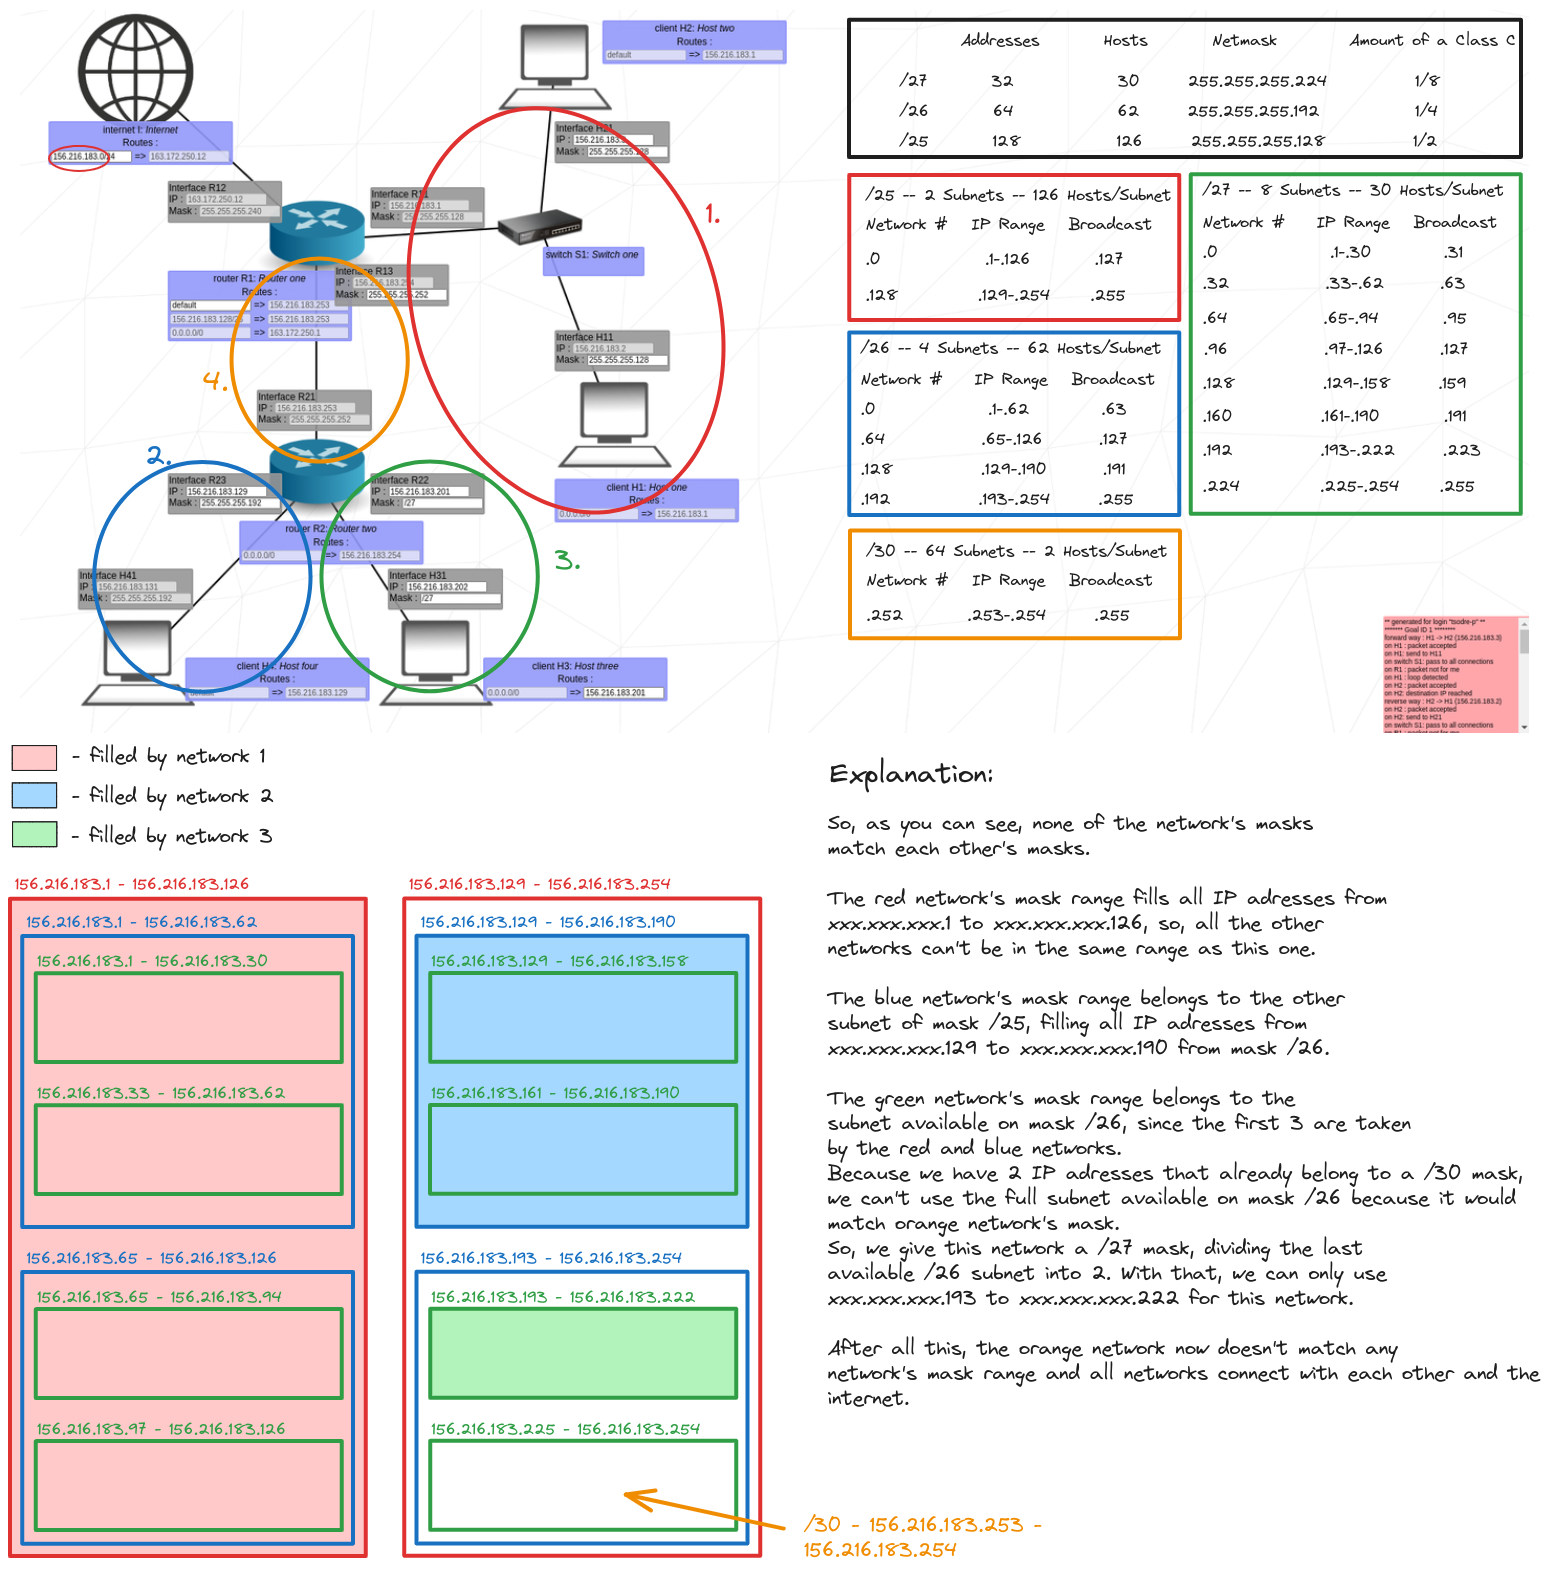 client H2: Host two
Routes :
default => 156.216.183.1
internet I: Internet
Routes :
156.216.183.0/24 => 163.172.250.12
Interface R12
IP : 163.172.250.12
Mask : 255.255.255.240
Interface R11
IP : 156.216.183.1
Mask : 255.255.255.128
Interface H21
IP : 156.216.183.
Mask : 255.255.255.128
1.
switch S1: Switch one
Interface R13
IP : 156.216.183.254
Mask : 255.255.255.252
router R1: Router one
Routes :
default => 156.216.183.253
156.216.183.128/ => 156.216.183.253
0.0.0.0/0 => 163.172.250.1
Interface H11
IP : 156.216.183.2
Mask : 255.255.255.128
4.
Interface R21
IP : 156.216.183.253
Mask : 255.255.255.252
2.
Interface R23
IP : 156.216.183.129
Mask : 255.255.255.192
Interface R22
IP : 156.216.183.201
Mask : /27
client H1: Host one
Routes :
0.0.0.0/0 => 156.216.183.1
router R2: Router two
Routes :
0.0.0.0/0 => 156.216.183.254
3.
Interface H41
IP : 156.216.183.131
Mask : 255.255.255.192
Interface H31
IP : 156.216.183.202
Mask : /27
client H4: Host four
Routes :
default => 156.216.183.129
client H3: Host three
Routes :
0.0.0.0/0 => 156.216.183.201
Addresses Hosts Netmask Amount of a Class C
/27 32 30 255.255.255.224 1/8
/26 64 62 255.255.255.192 1/4
/25 128 126 255.255.255.128 1/2
/25 -- 2 Subnets -- 126 Hosts/Subnet
Network # IP Range Broadcast
.0 .1-.126 .127
.128 .129-.254 .255
/26 -- 4 Subnets -- 62 Hosts/Subnet
Network # IP Range Broadcast
.0 .1-.62 .63
.64 .65-.126 .127
.128 .129-.190 .191
.192 .193-.254 .255
/30 -- 64 Subnets -- 2 Hosts/Subnet
Network # IP Range Broadcast
.252 .253-.254 .255
/27 -- 8 Subnets -- 30 Hosts/Subnet
Network # IP Range Broadcast
.0 .1-.30 .31
.32 .33-.62 .63
.64 .65-.94 .95
.96 .97-.126 .127
.128 .129-.158 .159
.160 .161-.190 .191
.192 .193-.222 .223
.224 .225-.254 .255
** generated for login "tsodre-p" **
******* Goal ID 1 ********
forward way : H1 -> H2 (156.216.183.3)
on H1 : packet accepted
on H1: send to H11
on switch S1: pass to all connections
on R1 : packet not for me
on H1 : loop detected
on H2 : packet accepted
on H2: destination IP reached
reverse way : H2 -> H1 (156.216.183.2)
on H2 : packet accepted
on H2: send to H21
on switch S1: pass to all connections
on R1 : packet not for me
- filled by network 1
- filled by network 2
- filled by network 3
156.216.183.1 - 156.216.183.126
156.216.183.1 - 156.216.183.62
156.216.183.1 - 156.216.183.30
156.216.183.33 - 156.216.183.62
156.216.183.65 - 156.216.183.126
156.216.183.65 - 156.216.183.94
156.216.183.97 - 156.216.183.126
156.216.183.129 - 156.216.183.254
156.216.183.129 - 156.216.183.190
156.216.183.129 - 156.216.183.158
156.216.183.161 - 156.216.183.190
156.216.183.193 - 156.216.183.254
156.216.183.193 - 156.216.183.222
156.216.183.225 - 156.216.183.254
/30 - 156.216.183.253 -
156.216.183.254
Explanation:
So, as you can see, none of the network's masks
match each other's masks.
The red network's mask range fills all IP adresses from
xxx.xxx.xxx.1 to xxx.xxx.xxx.126, so, all the other
networks can't be in the same range as this one.
The blue network's mask range belongs to the other
subnet of mask /25, filling all IP adresses from
xxx.xxx.xxx.129 to xxx.xxx.xxx.190 from mask /26.
The green network's mask range belongs to the
subnet available on mask /26, since the first 3 are taken
by the red and blue networks.
Because we have 2 IP adresses that already belong to a /30 mask,
we can't use the full subnet available on mask /26 because it would
match orange network's mask.
So, we give this network a /27 mask, dividing the last
available /26 subnet into 2. With that, we can only use
xxx.xxx.xxx.193 to xxx.xxx.xxx.222 for this network.
After all this, the orange network now doesn't match any
network's mask range and all networks connect with each other and the
internet.